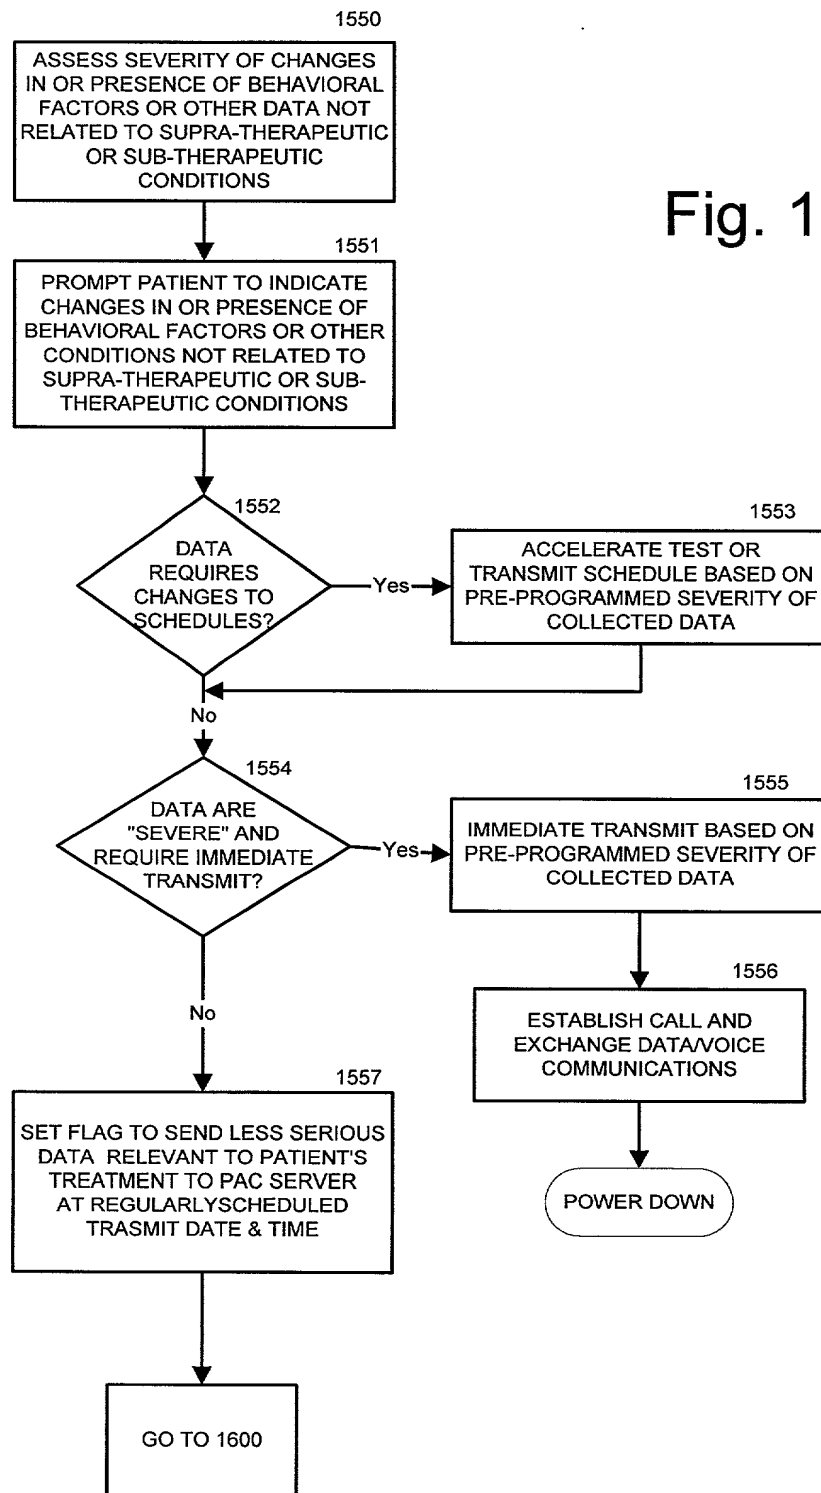 1550
ASSESS SEVERITY OF CHANGES
IN OR PRESENCE OF BEHAVIORAL
FACTORS OR OTHER DATA NOT
RELATED TO SUPRA-THERAPEUTIC
OR SUB-THERAPEUTIC
CONDITIONS
Fig. 1
1551
PROMPT PATIENT TO INDICATE
CHANGES IN OR PRESENCE OF
BEHAVIORAL FACTORS OR OTHER
CONDITIONS NOT RELATED TO
SUPRA-THERAPEUTIC OR SUB-
THERAPEUTIC CONDITIONS
1552
DATA
REQUIRES
CHANGES TO
SCHEDULES?
Yes
1553
ACCELERATE TEST OR
TRANSMIT SCHEDULE BASED ON
PRE-PROGRAMMED SEVERITY OF
COLLECTED DATA
No
1554
DATA ARE
"SEVERE" AND
REQUIRE IMMEDIATE
TRANSMIT?
Yes
1555
IMMEDIATE TRANSMIT BASED ON
PRE-PROGRAMMED SEVERITY OF
COLLECTED DATA
1556
ESTABLISH CALL AND
EXCHANGE DATA/VOICE
COMMUNICATIONS
POWER DOWN
No
1557
SET FLAG TO SEND LESS SERIOUS
DATA RELEVANT TO PATIENT'S
TREATMENT TO PAC SERVER
AT REGULARLYSCHEDULED
TRASMIT DATE & TIME
GO TO 1600